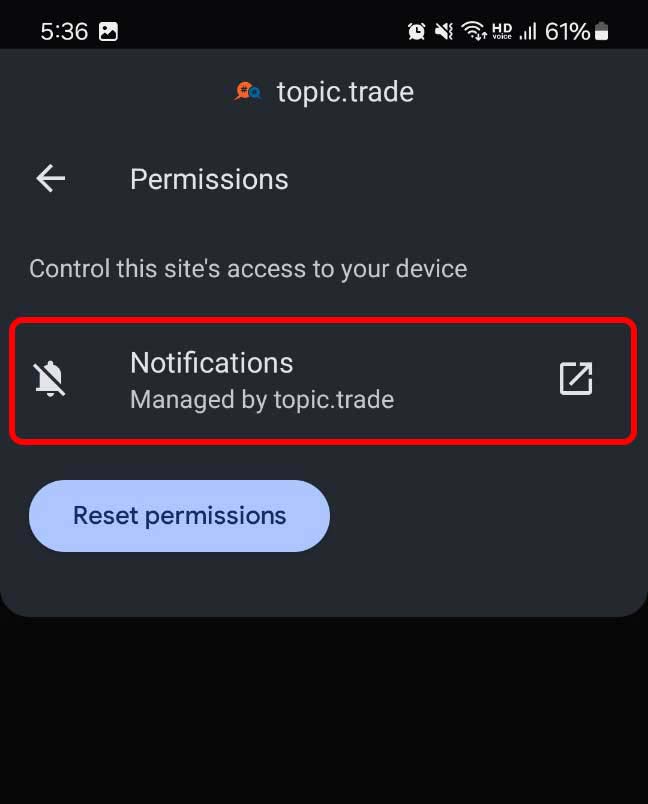 5:36 HD voice 61%
# topic.trade
Permissions
Control this site's access to your device
Notifications
Managed by topic.trade
Reset permissions